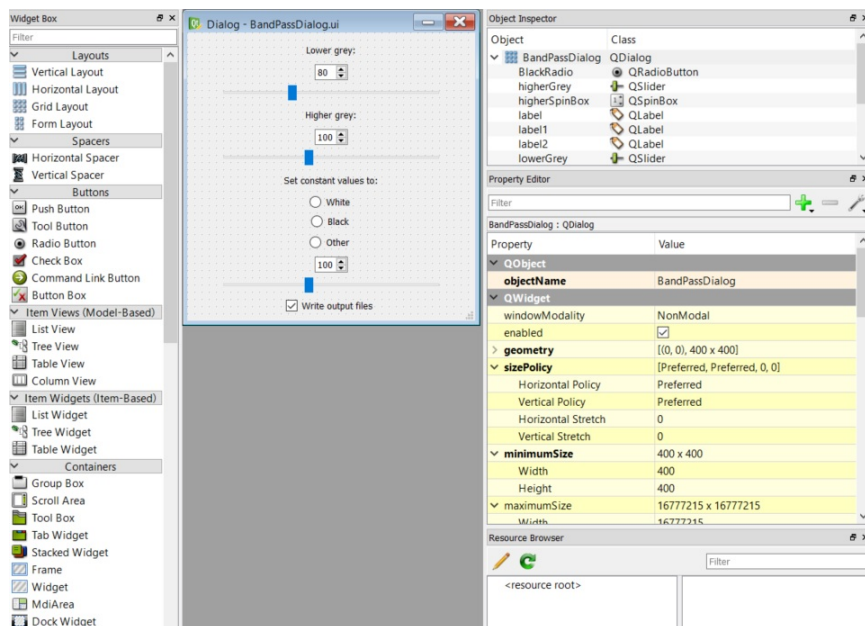 Widget Box
Filter
Layouts
Vertical Layout
Horizontal Layout
Grid Layout
Form Layout
Spacers
Horizontal Spacer
Vertical Spacer
Buttons
Push Button
Tool Button
Radio Button
Check Box
Command Link Button
Button Box
Item Views (Model-Based)
List View
Tree View
Table View
Column View
Item Widgets (Item-Based)
List Widget
Tree Widget
Table Widget
Containers
Group Box
Scroll Area
Tool Box
Tab Widget
Stacked Widget
Frame
Widget
MdiArea
Dock Widget
Dialog - BandPassDialog.ui
Lower grey:
80
Higher grey:
100
Set constant values to:
White
Black
Other
100
Write output files
Object Inspector
Object Class
BandPassDialog QDialog
BlackRadio QRadioButton
higherGrey QSlider
higherSpinBox QSpinBox
label QLabel
label1 QLabel
label2 QLabel
lowerGrey QSlider
Property Editor
Filter
BandPassDialog : QDialog
Property Value
QObject
objectName BandPassDialog
QWidget
windowModality NonModal
enabled
geometry [(0, 0), 400 x 400]
sizePolicy [Preferred, Preferred, 0, 0]
Horizontal Policy Preferred
Vertical Policy Preferred
Horizontal Stretch 0
Vertical Stretch 0
minimumSize 400 x 400
Width 400
Height 400
maximumSize 16777215 x 16777215
Width 16777215
Resource Browser
Filter
<resource root>